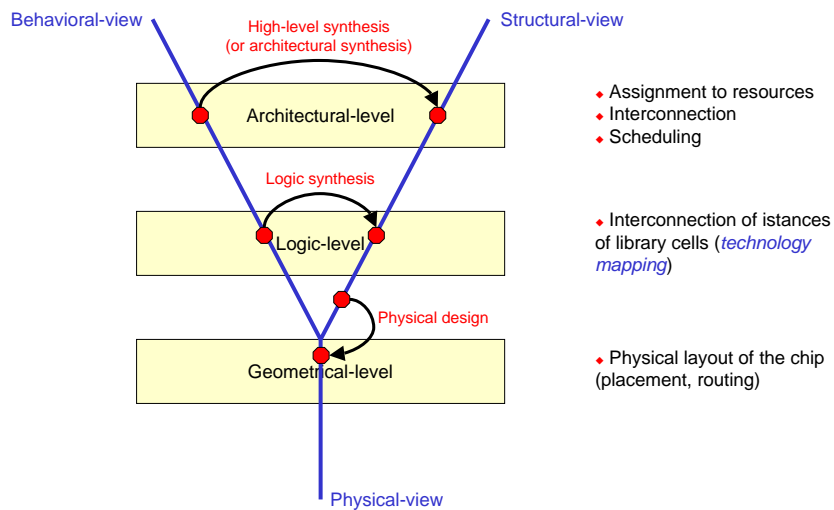 Behavioral-view
High-level synthesis
(or architectural synthesis)
Structural-view
Architectural-level
◆ Assignment to resources
◆ Interconnection
◆ Scheduling
Logic synthesis
Logic-level
◆ Interconnection of istances
of library cells (technology
mapping)
Physical design
Geometrical-level
◆ Physical layout of the chip
(placement, routing)
Physical-view